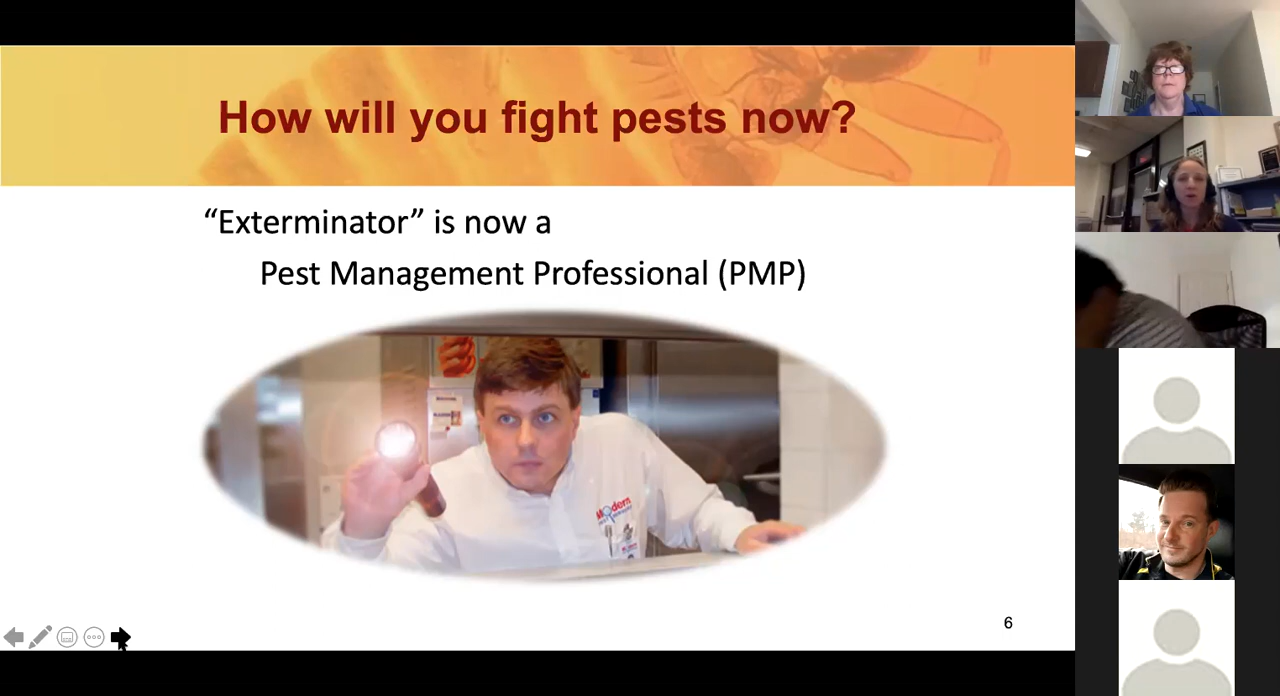 How will you fight pests now?
“Exterminator” is now a
Pest Management Professional (PMP)
Modern
6